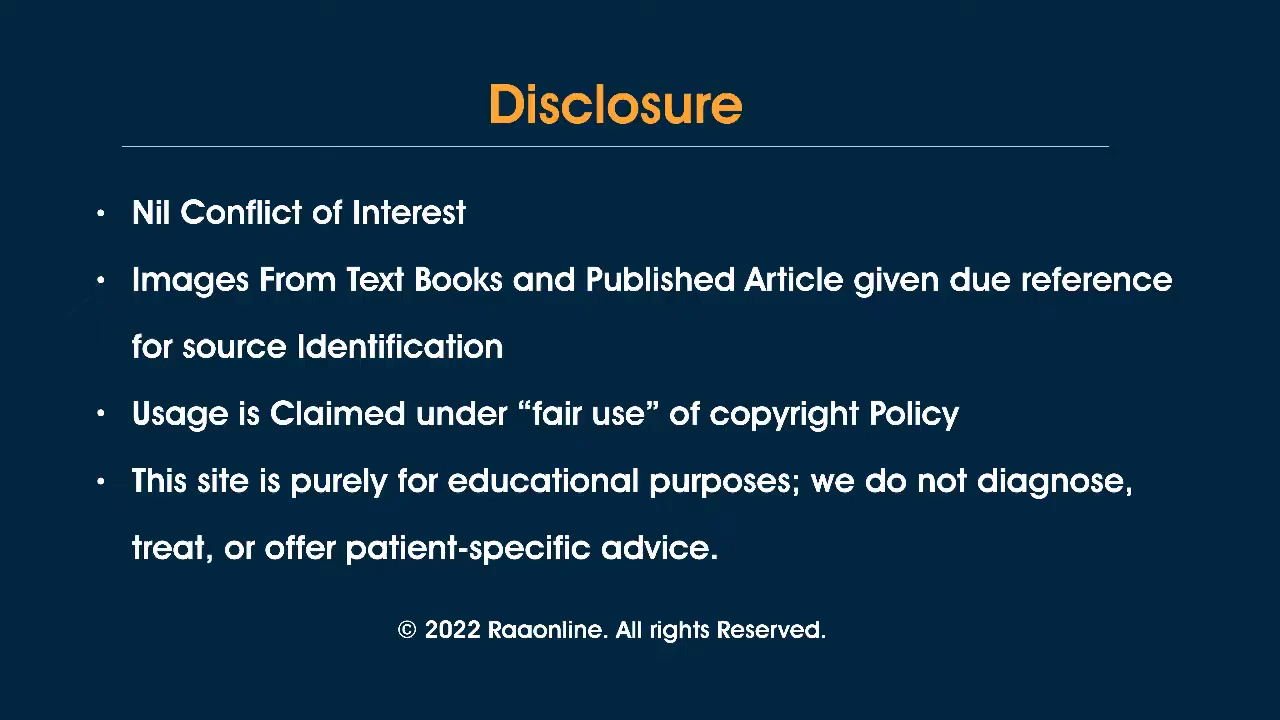 Disclosure
• Nil Conflict of Interest
• Images From Text Books and Published Article given due reference
for source Identification
• Usage is Claimed under “fair use” of copyright Policy
• This site is purely for educational purposes; we do not diagnose,
treat, or offer patient-specific advice.
© 2022 Raaonline. All rights Reserved.